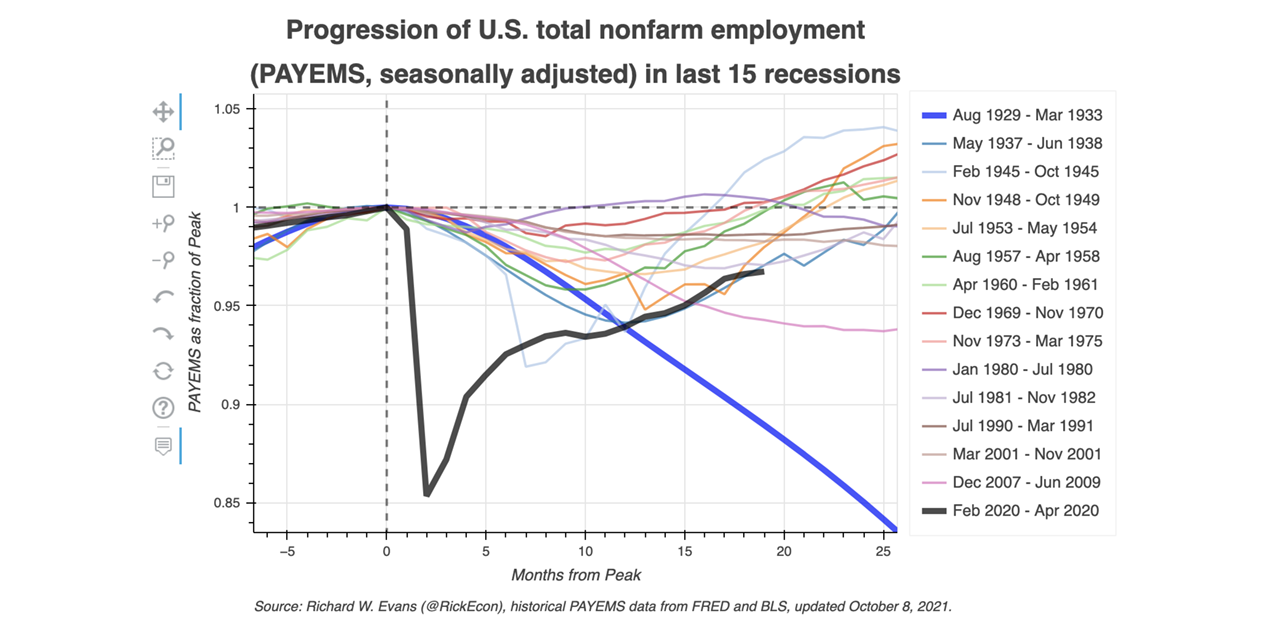 Progression of U.S. total nonfarm employment
(PAYEMS, seasonally adjusted) in last 15 recessions
PAYEMS as fraction of Peak
1.05
1
0.95
0.9
0.85
−5
0
5
10
15
20
25
Months from Peak
Aug 1929 - Mar 1933
May 1937 - Jun 1938
Feb 1945 - Oct 1945
Nov 1948 - Oct 1949
Jul 1953 - May 1954
Aug 1957 - Apr 1958
Apr 1960 - Feb 1961
Dec 1969 - Nov 1970
Nov 1973 - Mar 1975
Jan 1980 - Jul 1980
Jul 1981 - Nov 1982
Jul 1990 - Mar 1991
Mar 2001 - Nov 2001
Dec 2007 - Jun 2009
Feb 2020 - Apr 2020
Source: Richard W. Evans (@RickEcon), historical PAYEMS data from FRED and BLS, updated October 8, 2021.